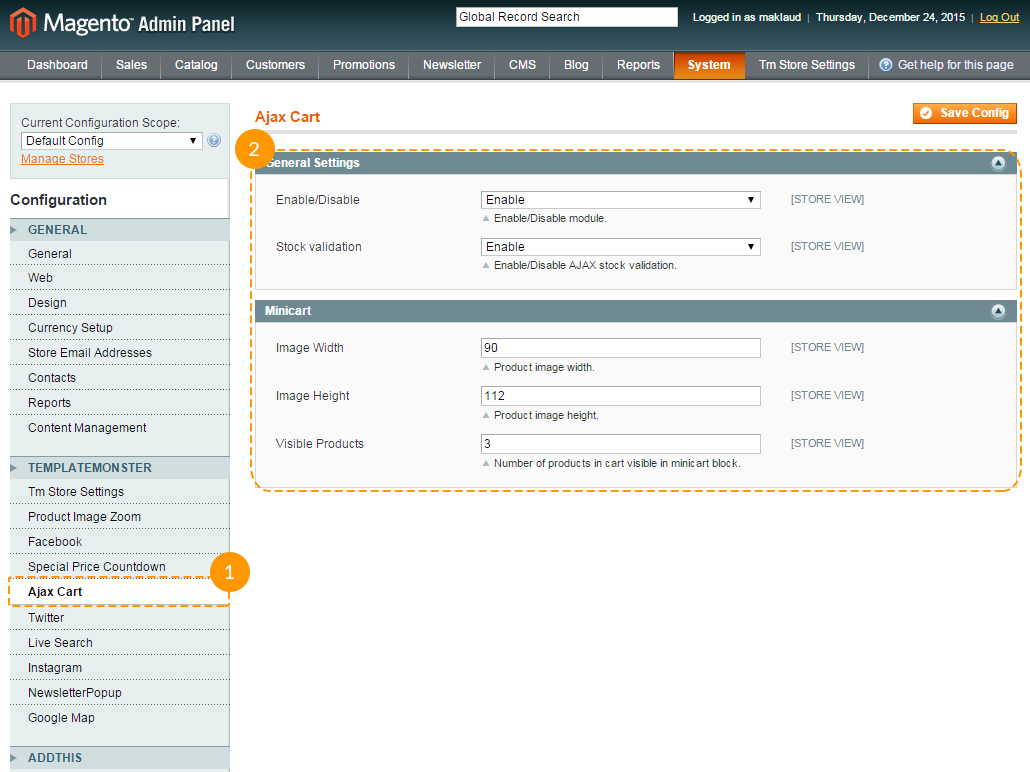 Magento™ Admin Panel
Global Record Search
Logged in as maklaud | Thursday, December 24, 2015 | Log Out
Dashboard Sales Catalog Customers Promotions Newsletter CMS Blog Reports System Tm Store Settings Get help for this page
Current Configuration Scope:
Default Config
Manage Stores
Configuration
GENERAL
General
Web
Design
Currency Setup
Store Email Addresses
Contacts
Reports
Content Management
TEMPLATEMONSTER
Tm Store Settings
Product Image Zoom
Facebook
Special Price Countdown
1
Ajax Cart
Twitter
Live Search
Instagram
NewsletterPopup
Google Map
ADDTHIS
Ajax Cart
Save Config
2
General Settings
Enable/Disable Enable [STORE VIEW]
Enable/Disable module.
Stock validation Enable [STORE VIEW]
Enable/Disable AJAX stock validation.
Minicart
Image Width 90 [STORE VIEW]
Product image width.
Image Height 112 [STORE VIEW]
Product image height.
Visible Products 3 [STORE VIEW]
Number of products in cart visible in minicart block.